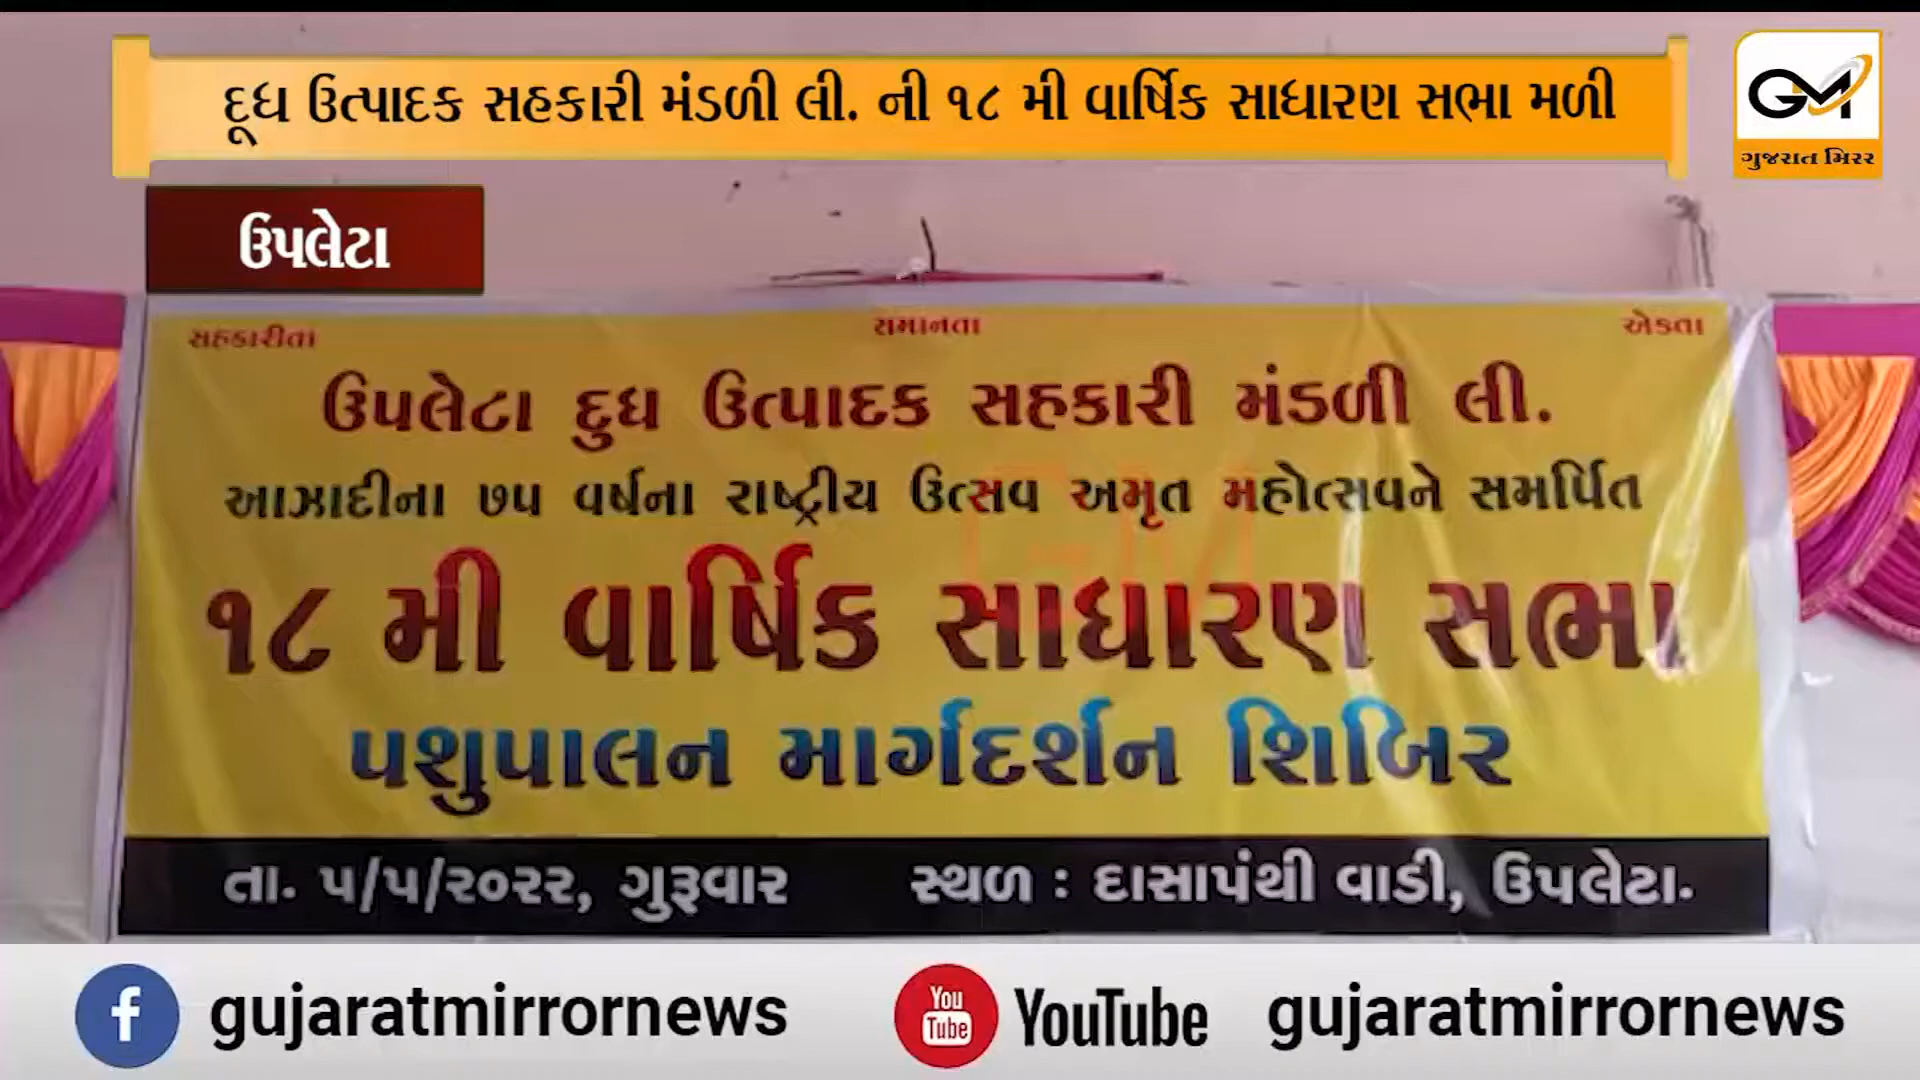 દૂધ ઉત્પાદક સહકારી મંડળી લી. ની ૧૮ મી વાર્ષિક સાધારણ સભા મળી
GM
ગુજરાત મિરર
ઉપલેટા
સહકારીતા સમાનતા એકતા
ઉપલેટા દુધ ઉત્પાદક સહકારી મંડળી લી.
આઝાદીના ૭૫ વર્ષના રાષ્ટ્રીય ઉત્સવ અમૃત મહોત્સવને સમર્પિત
૧૮ મી વાર્ષિક સાધારણ સભા
પશુપાલન માર્ગદર્શન શિબિર
તા. ૫/૫/૨૦૨૨, ગુરૂવાર સ્થળ : દાસાપંથી વાડી, ઉપલેટા.
f gujaratmirrornews You Tube YouTube gujaratmirrornews